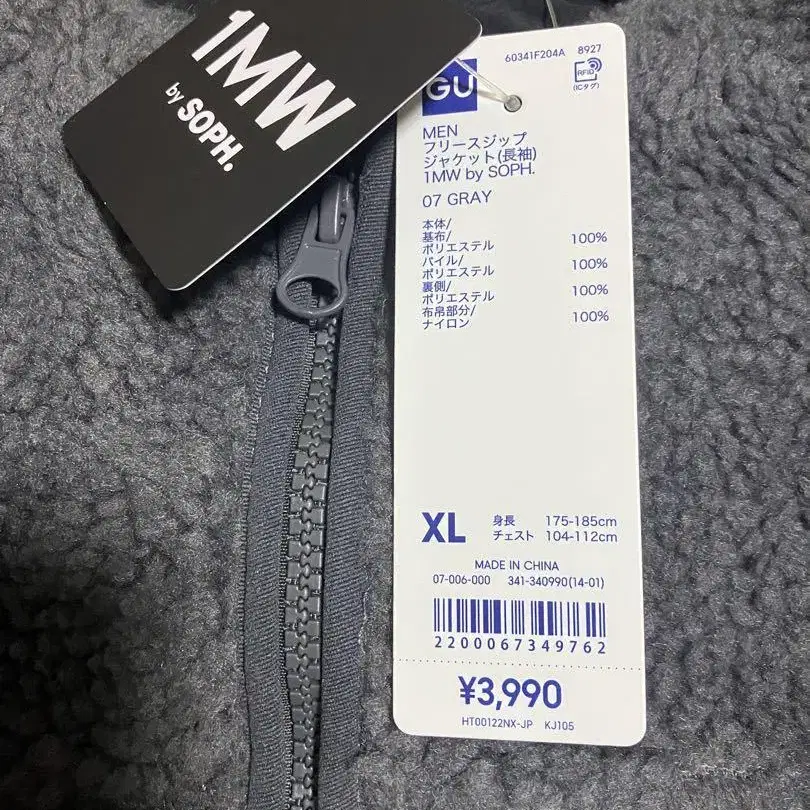 1MW
by SOPH.
GU
60341F204A 8927
RFID
(ICタグ)
MEN
フリースジップ
ジャケット(長袖)
1MW by SOPH.
07 GRAY
本体/
基布/
ポリエステル 100%
パイル/
ポリエステル 100%
裏側/
ポリエステル 100%
布帛部分/
ナイロン 100%
XL 身長 175-185cm
チェスト 104-112cm
MADE IN CHINA
07-006-000 341-340990(14-01)
2200067349762
¥3,990
HT00122NX-JP KJ105